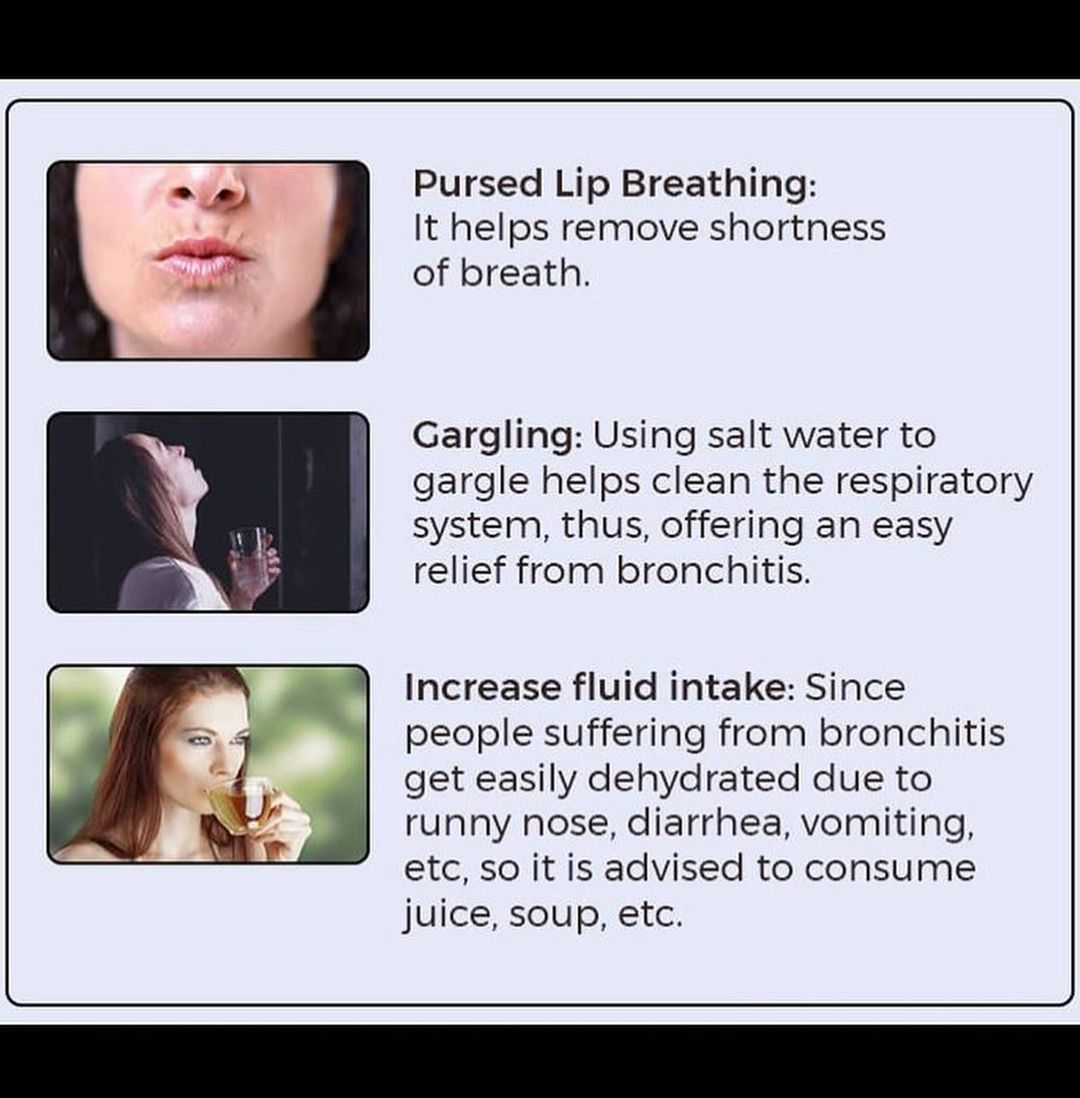 Pursed Lip Breathing:
It helps remove shortness
of breath.
Gargling: Using salt water to
gargle helps clean the respiratory
system, thus, offering an easy
relief from bronchitis.
Increase fluid intake: Since
people suffering from bronchitis
get easily dehydrated due to
runny nose, diarrhea, vomiting,
etc, so it is advised to consume
juice, soup, etc.